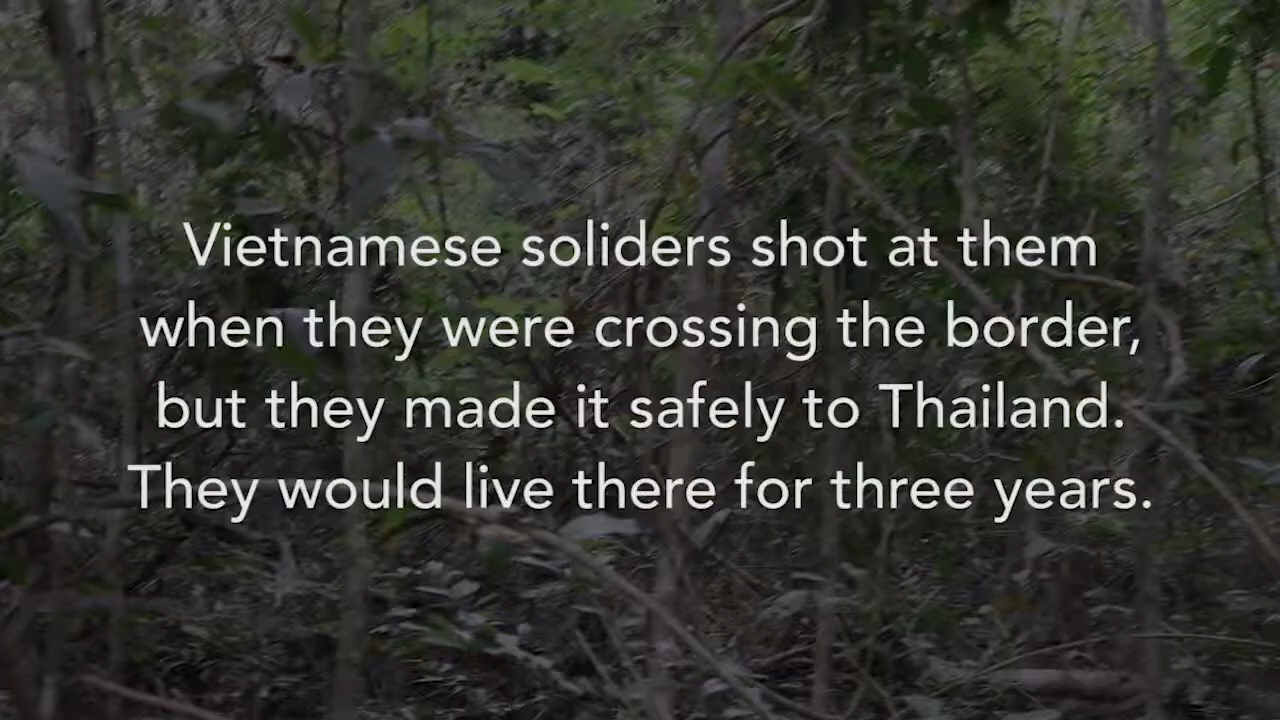 Vietnamese soliders shot at them
when they were crossing the border,
but they made it safely to Thailand.
They would live there for three years.